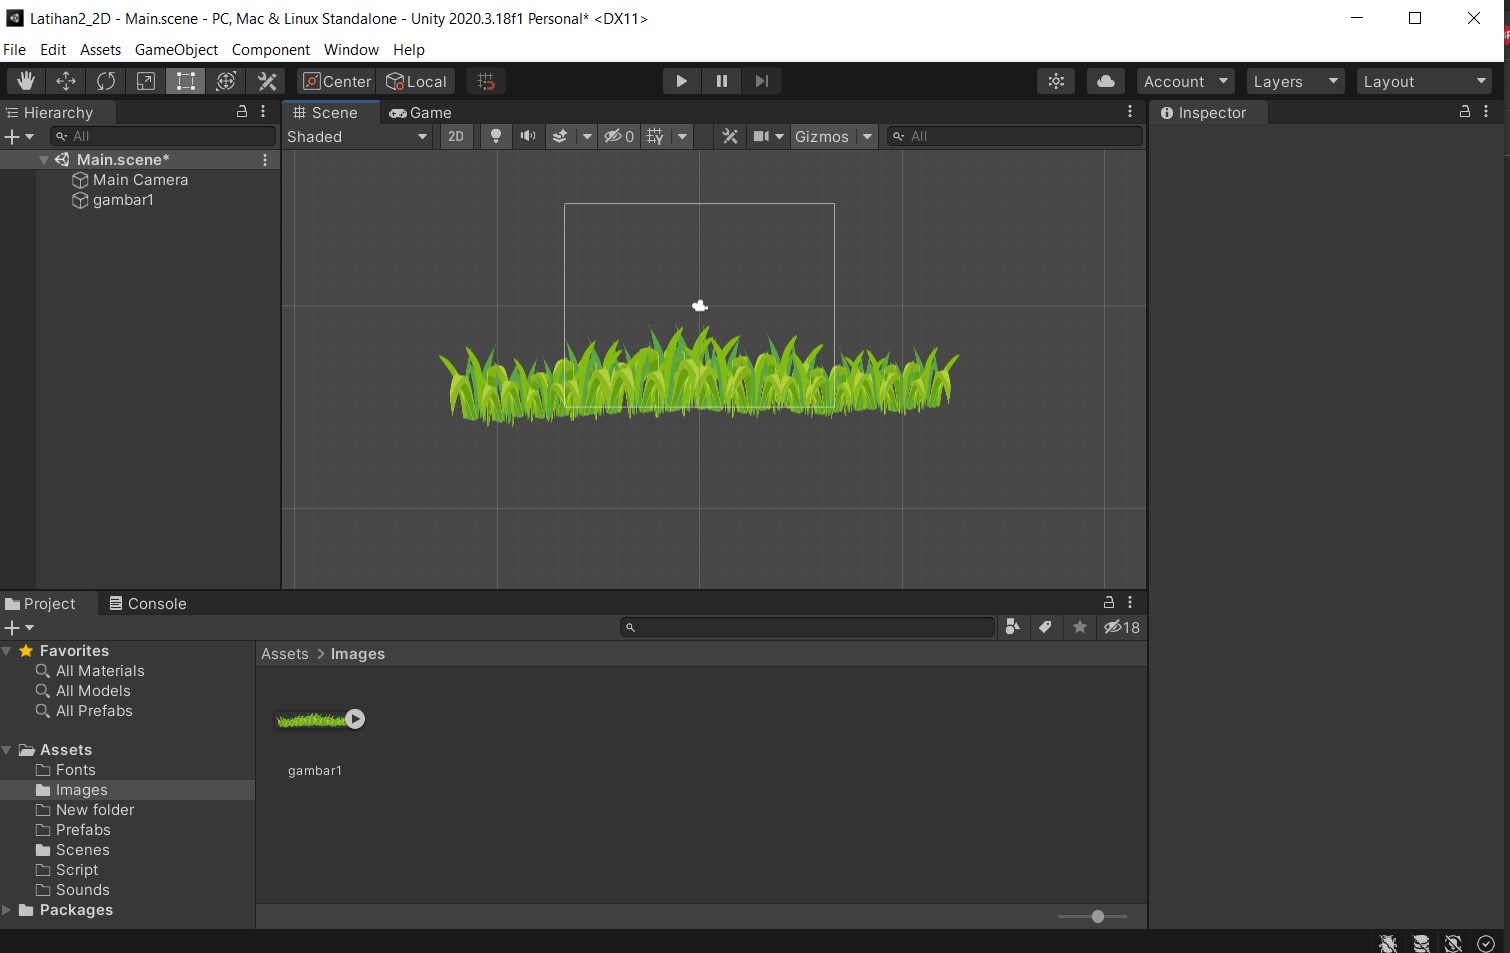 Latihan2_2D - Main.scene - PC, Mac & Linux Standalone - Unity 2020.3.18f1 Personal* <DX11>
File Edit Assets GameObject Component Window Help
Center Local Account Layers Layout
Hierarchy
All
Main.scene*
Main Camera
gambar1
Scene Game
Shaded 2D 0 Gizmos All
Inspector
Project Console
18
Favorites
All Materials
All Models
All Prefabs
Assets
Fonts
Images
New folder
Prefabs
Scenes
Script
Sounds
Packages
Assets > Images
gambar1